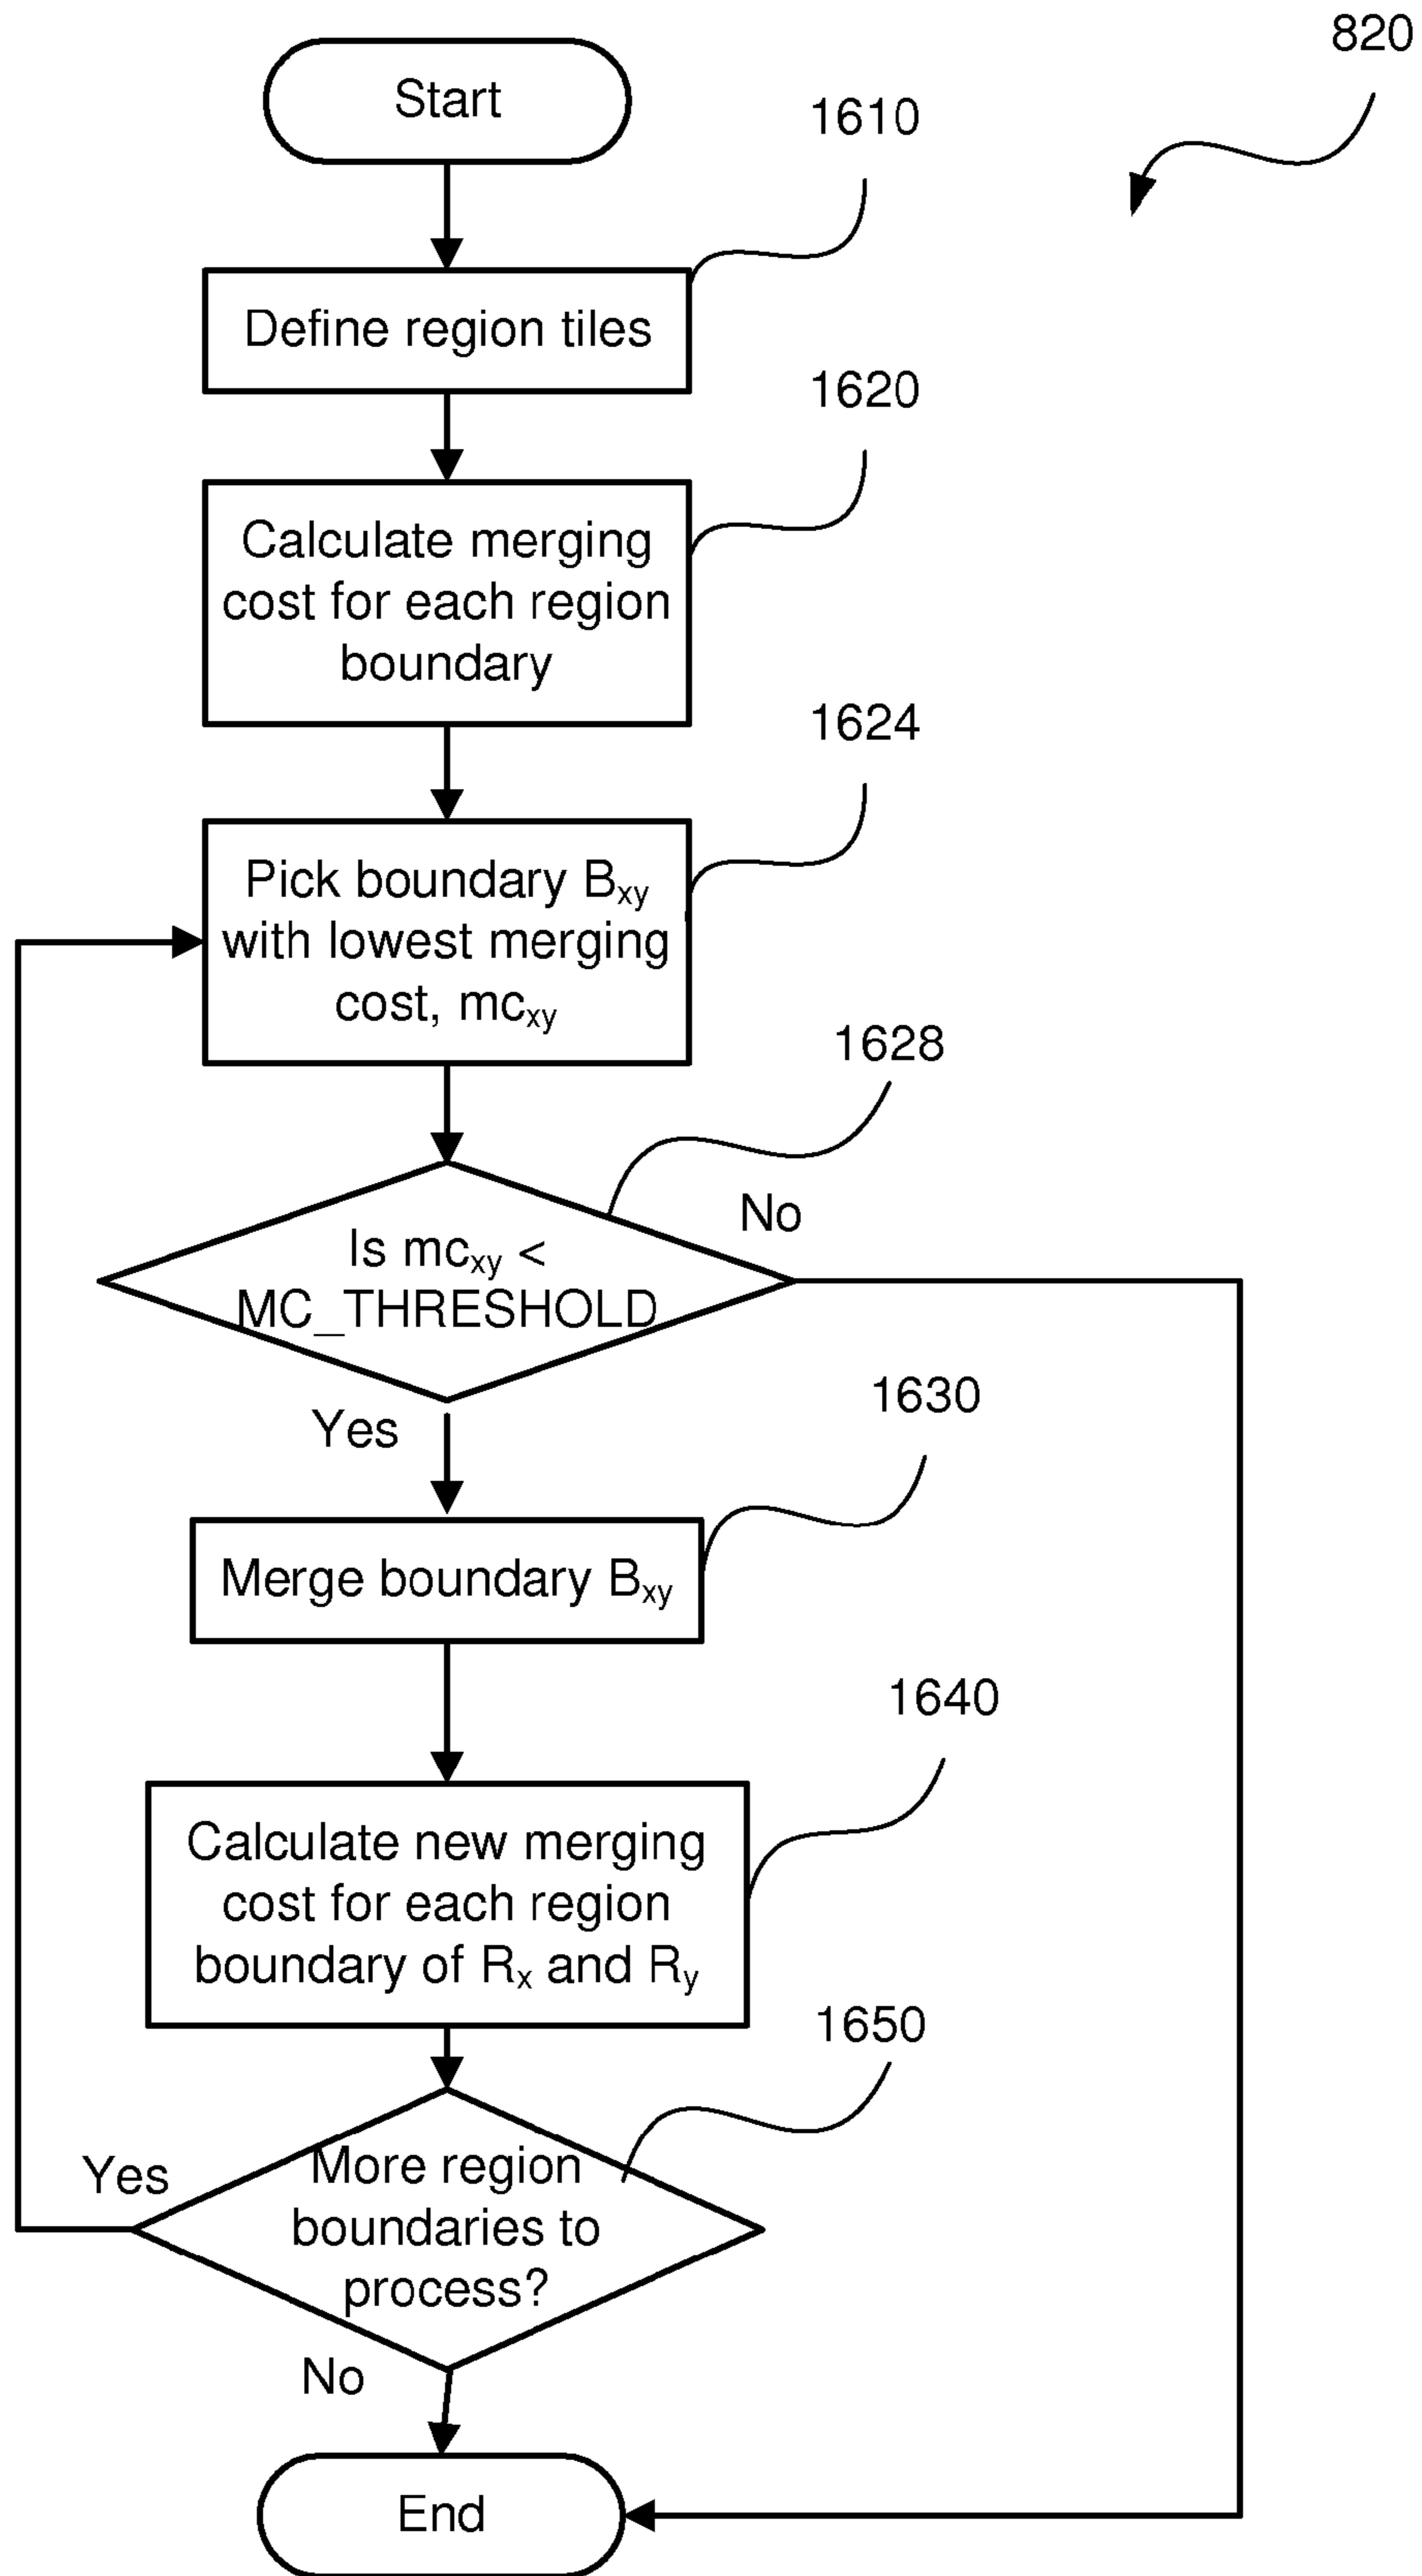 820
Start
1610
Define region tiles
1620
Calculate merging
cost for each region
boundary
1624
Pick boundary Bxy
with lowest merging
cost, mcxy
1628
Is mcxy <
MC_THRESHOLD
No
Yes
1630
Merge boundary Bxy
1640
Calculate new merging
cost for each region
boundary of Rx and Ry
1650
More region
boundaries to
process?
Yes
No
End